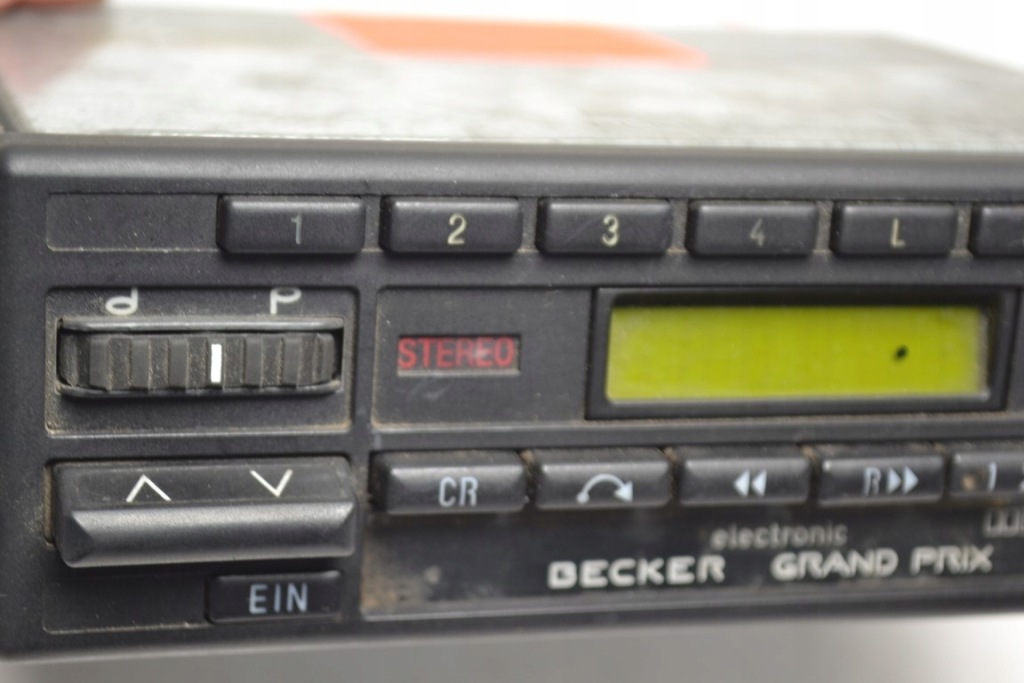 1 2 3 4 L
STEREO
CR
R
electronic
BECKER GRAND PRIX
EIN